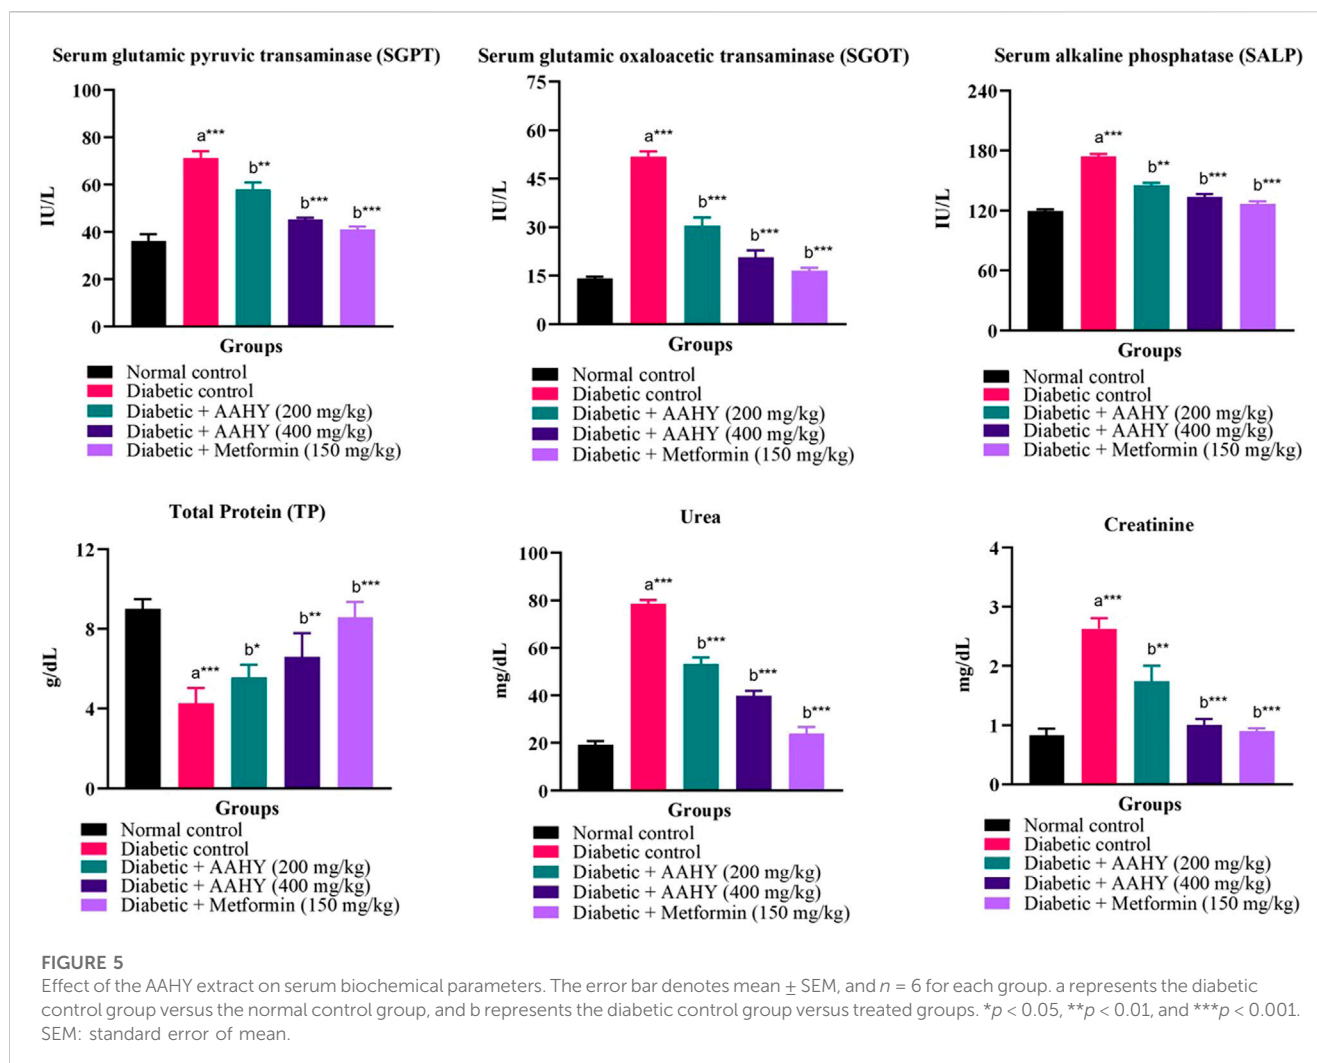 Serum glutamic pyruvic transaminase (SGPT)
100
80
60
40
20
0
IU/L
a***
b**
b***
b***
Groups
Normal control
Diabetic control
Diabetic + AAHY (200 mg/kg)
Diabetic + AAHY (400 mg/kg)
Diabetic + Metformin (150 mg/kg)
Serum glutamic oxaloacetic transaminase (SGOT)
75
60
45
30
15
0
IU/L
a***
b***
b***
b***
Groups
Normal control
Diabetic control
Diabetic + AAHY (200 mg/kg)
Diabetic + AAHY (400 mg/kg)
Diabetic + Metformin (150 mg/kg)
Serum alkaline phosphatase (SALP)
240
180
120
60
0
IU/L
a***
b**
b***
b***
Groups
Normal control
Diabetic control
Diabetic + AAHY (200 mg/kg)
Diabetic + AAHY (400 mg/kg)
Diabetic + Metformin (150 mg/kg)
Total Protein (TP)
12
8
4
0
g/dL
a***
b*
b**
b***
Groups
Normal control
Diabetic control
Diabetic + AAHY (200 mg/kg)
Diabetic + AAHY (400 mg/kg)
Diabetic + Metformin (150 mg/kg)
Urea
100
80
60
40
20
0
mg/dL
a***
b***
b***
b***
Groups
Normal control
Diabetic control
Diabetic + AAHY (200 mg/kg)
Diabetic + AAHY (400 mg/kg)
Diabetic + Metformin (150 mg/kg)
Creatinine
4
3
2
1
0
mg/dL
a***
b**
b***
b***
Groups
Normal control
Diabetic control
Diabetic + AAHY (200 mg/kg)
Diabetic + AAHY (400 mg/kg)
Diabetic + Metformin (150 mg/kg)
FIGURE 5
Effect of the AAHY extract on serum biochemical parameters. The error bar denotes mean ± SEM, and n = 6 for each group. a represents the diabetic
control group versus the normal control group, and b represents the diabetic control group versus treated groups. *p < 0.05, **p < 0.01, and ***p < 0.001.
SEM: standard error of mean.